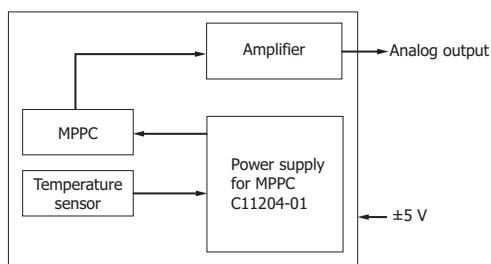 Amplifier
Analog output
MPPC
Temperature
sensor
Power supply
for MPPC
C11204-01
±5 V